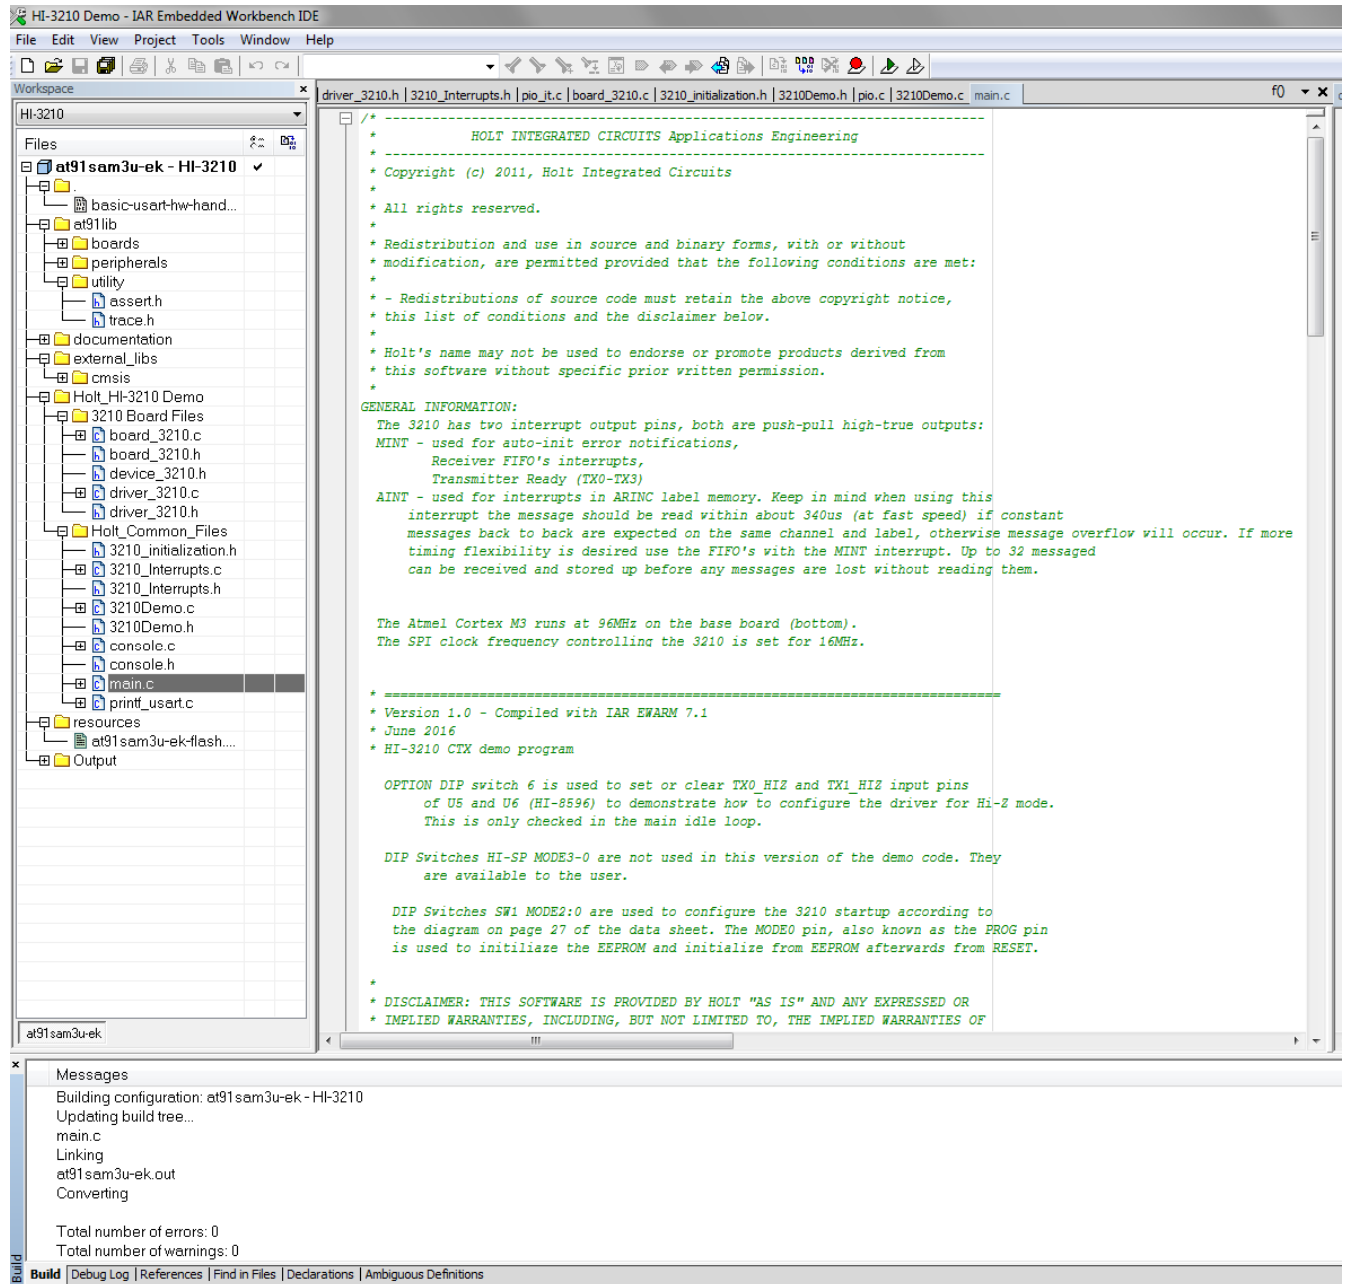 HI-3210 Demo - IAR Embedded Workbench IDE
File Edit View Project Tools Window Help
Workspace
HI-3210
Files
at91sam3u-ek - HI-3210
.
basic-usart-hw-hand...
at91lib
boards
peripherals
utility
assert.h
trace.h
documentation
external_libs
cmsis
Holt_HI-3210 Demo
3210 Board Files
board_3210.c
board_3210.h
device_3210.h
driver_3210.c
driver_3210.h
Holt_Common_Files
3210_initialization.h
3210_Interrupts.c
3210_Interrupts.h
3210Demo.c
3210Demo.h
console.c
console.h
main.c
printf_usart.c
resources
at91sam3u-ek-flash....
Output
at91sam3u-ek
driver_3210.h | 3210_Interrupts.h | pio_it.c | board_3210.c | 3210_initialization.h | 3210Demo.h | pio.c | 3210Demo.c main.c
f()
/* -----------------------------------------------------------------------------
* HOLT INTEGRATED CIRCUITS Applications Engineering
* -----------------------------------------------------------------------------
* Copyright (c) 2011, Holt Integrated Circuits
*
* All rights reserved.
*
* Redistribution and use in source and binary forms, with or without
* modification, are permitted provided that the following conditions are met:
*
* - Redistributions of source code must retain the above copyright notice,
* this list of conditions and the disclaimer below.
*
* Holt's name may not be used to endorse or promote products derived from
* this software without specific prior written permission.
*
GENERAL INFORMATION:
The 3210 has two interrupt output pins, both are push-pull high-true outputs:
MINT - used for auto-init error notifications,
Receiver FIFO's interrupts,
Transmitter Ready (TX0-TX3)
AINT - used for interrupts in ARINC label memory. Keep in mind when using this
interrupt the message should be read within about 340us (at fast speed) if constant
messages back to back are expected on the same channel and label, otherwise message overflow will occur. If more
timing flexibility is desired use the FIFO's with the MINT interrupt. Up to 32 messaged
can be received and stored up before any messages are lost without reading them.
The Atmel Cortex M3 runs at 96MHz on the base board (bottom).
The SPI clock frequency controlling the 3210 is set for 16MHz.
* ===============================================================================
* Version 1.0 - Compiled with IAR EWARM 7.1
* June 2016
* HI-3210 CTX demo program
OPTION DIP switch 6 is used to set or clear TX0_HIZ and TX1_HIZ input pins
of U5 and U6 (HI-8596) to demonstrate how to configure the driver for Hi-Z mode.
This is only checked in the main idle loop.
DIP Switches HI-SP MODE3-0 are not used in this version of the demo code. They
are available to the user.
DIP Switches SW1 MODE2:0 are used to configure the 3210 startup according to
the diagram on page 27 of the data sheet. The MODE0 pin, also known as the PROG pin
is used to initiliaze the EEPROM and initialize from EEPROM afterwards from RESET.
*
* DISCLAIMER: THIS SOFTWARE IS PROVIDED BY HOLT "AS IS" AND ANY EXPRESSED OR
* IMPLIED WARRANTIES, INCLUDING, BUT NOT LIMITED TO, THE IMPLIED WARRANTIES OF
Messages
Building configuration: at91sam3u-ek - HI-3210
Updating build tree...
main.c
Linking
at91sam3u-ek.out
Converting
Total number of errors: 0
Total number of warnings: 0
Build
Build | Debug Log | References | Find in Files | Declarations | Ambiguous Definitions